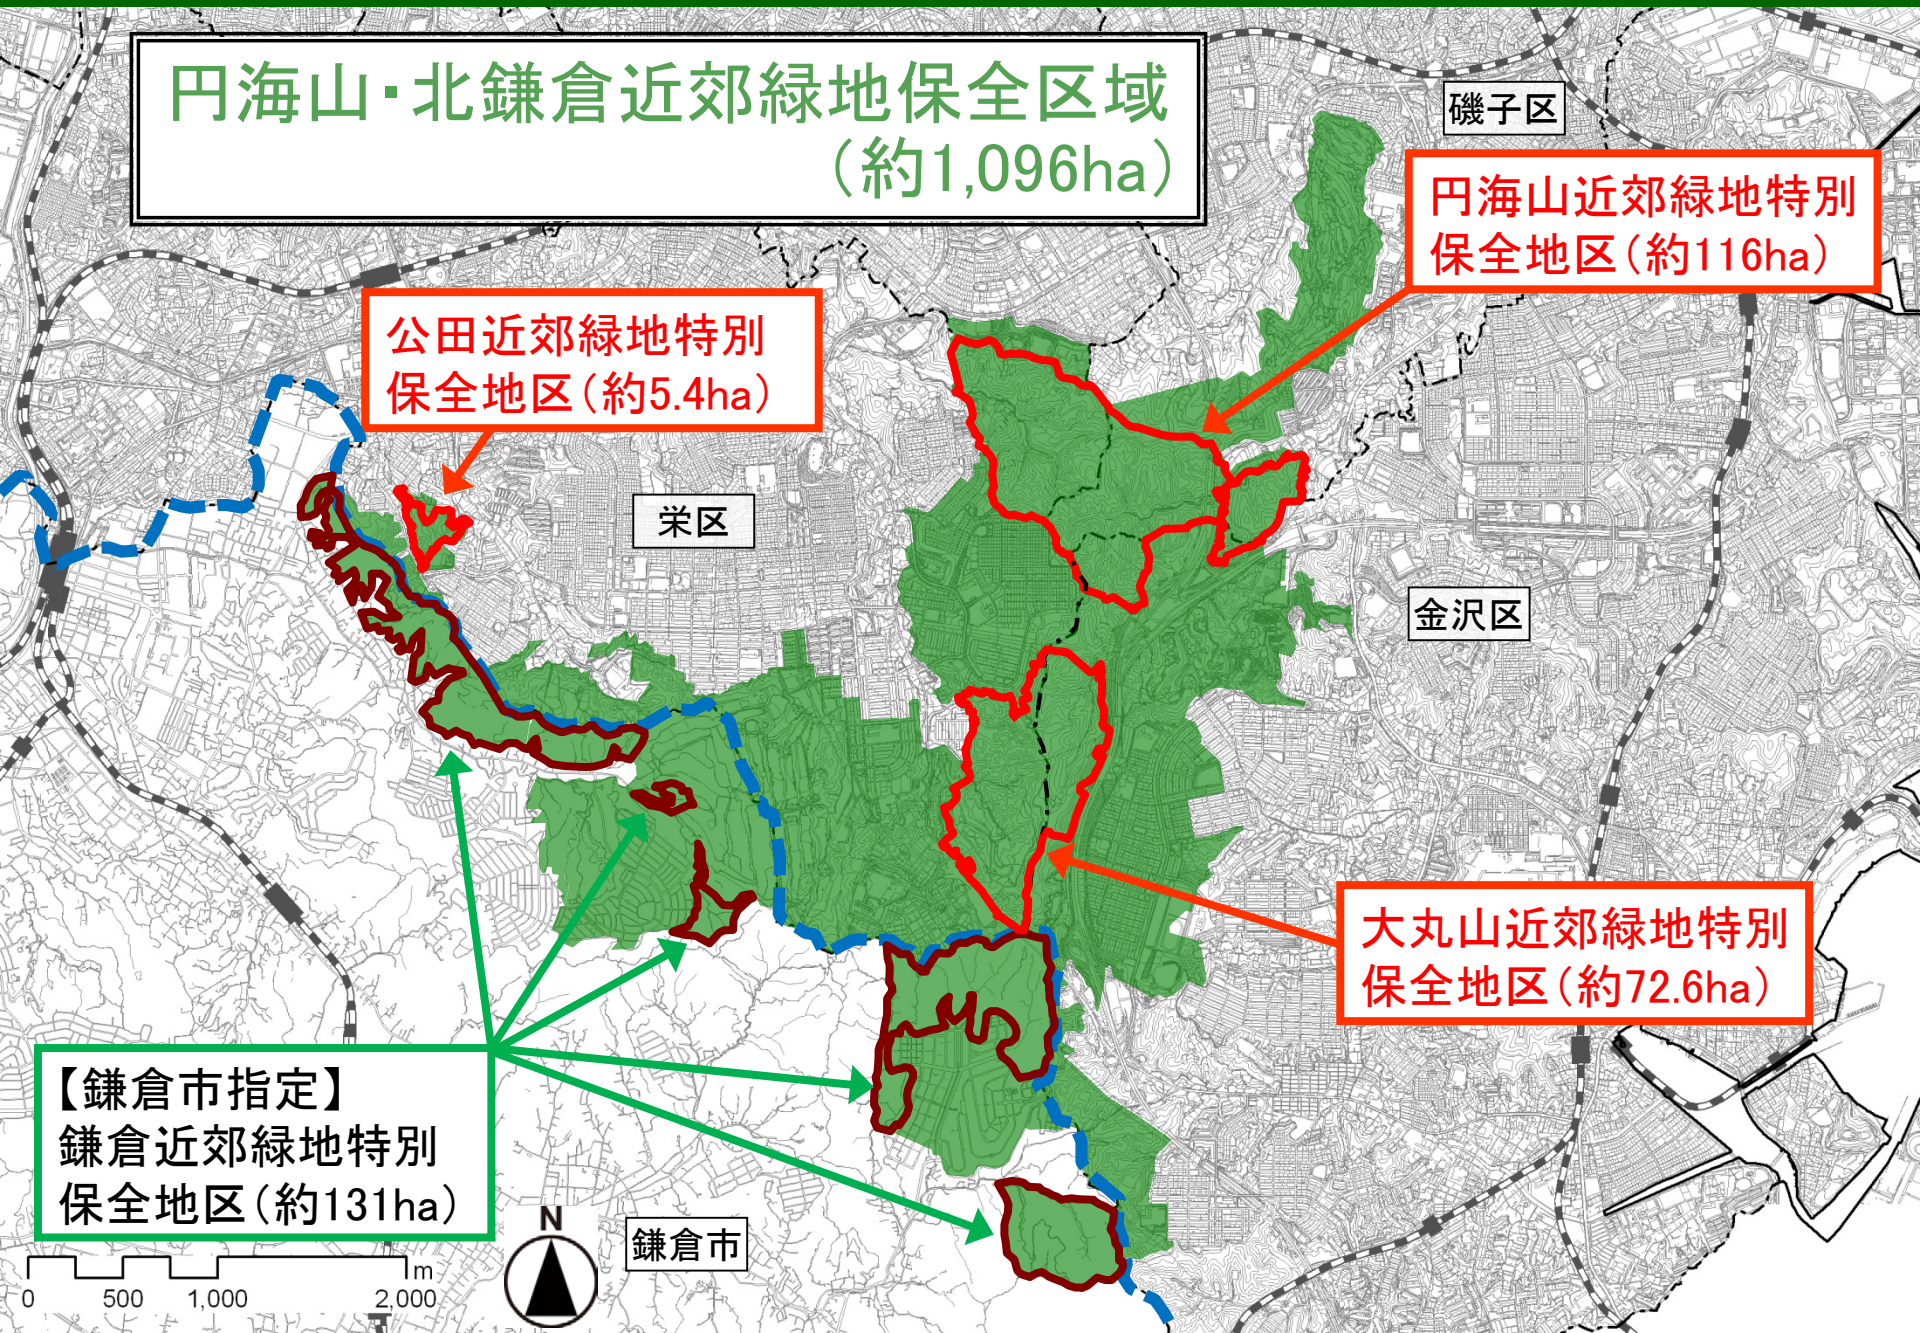 円海山・北鎌倉近郊緑地保全区域
（約1,096ha）
磯子区
円海山近郊緑地特別
保全地区（約116ha）
公田近郊緑地特別
保全地区（約5.4ha）
栄区
金沢区
大丸山近郊緑地特別
保全地区（約72.6ha）
【鎌倉市指定】
鎌倉近郊緑地特別
保全地区（約131ha）
N
鎌倉市
m
0 500 1,000 2,000